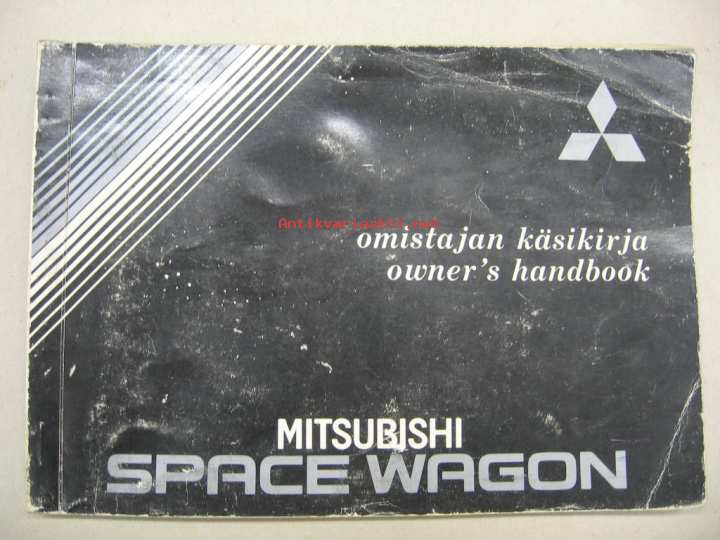 Antikvariaatti.net
omistajan käsikirja
owner's handbook
MITSUBISHI
SPACE WAGON